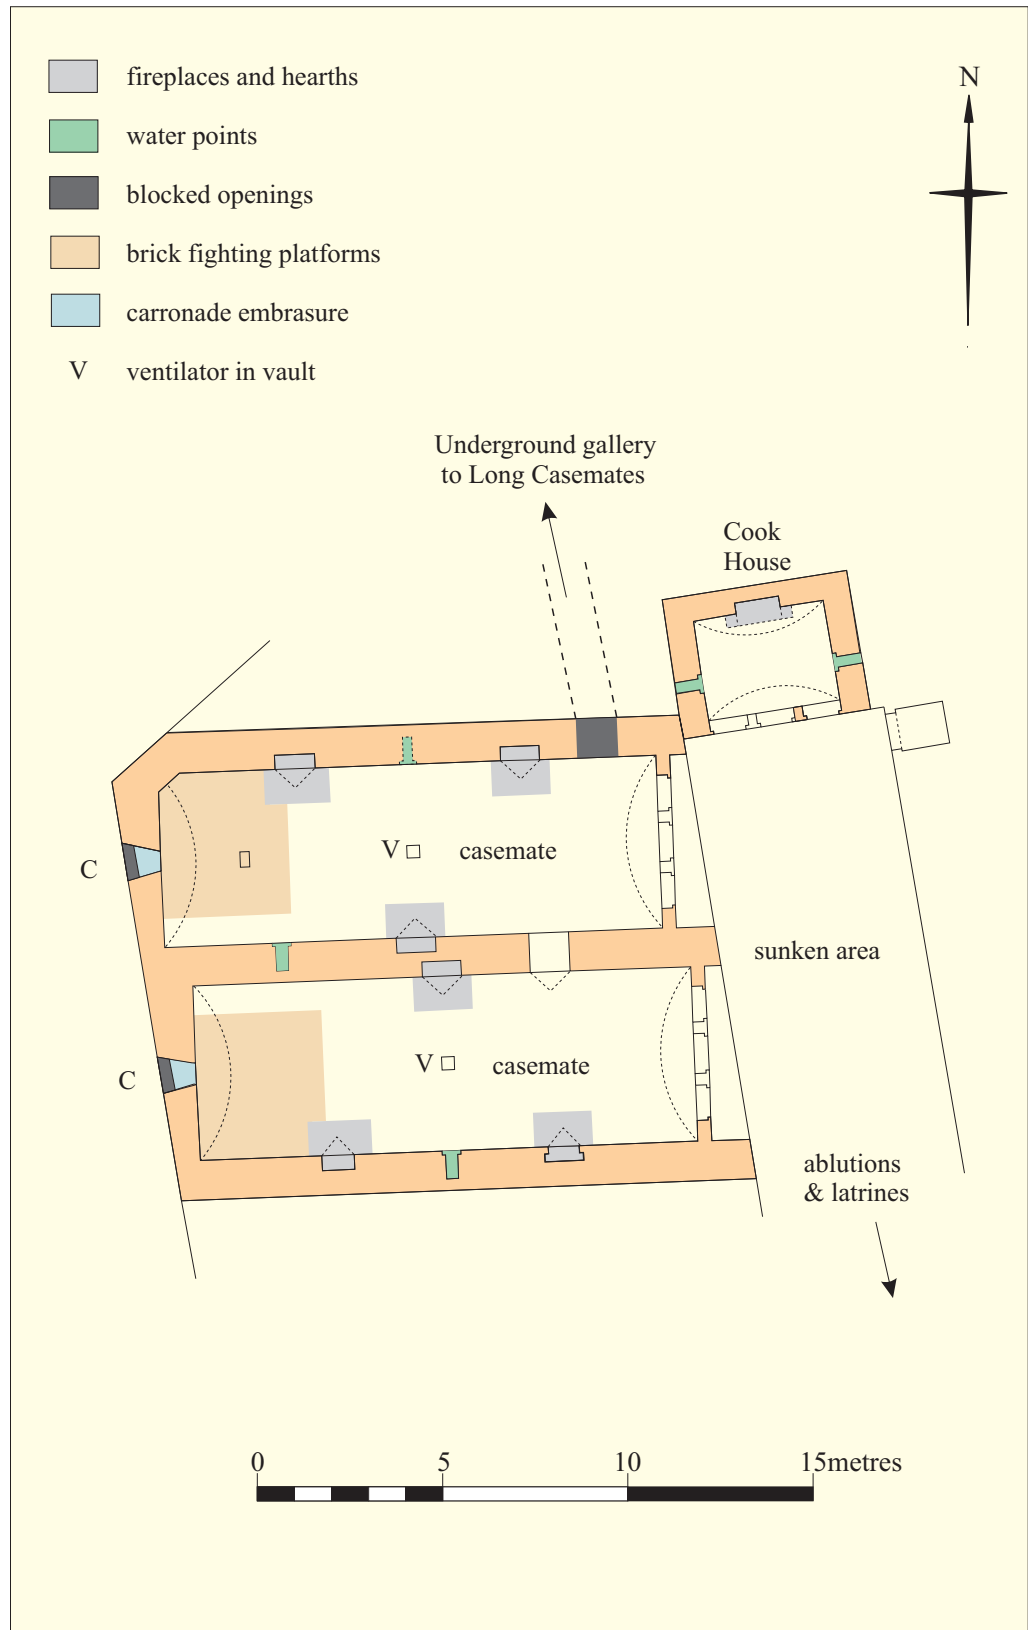 fireplaces and hearths
water points
blocked openings
brick fighting platforms
carronade embrasure
V ventilator in vault
N
Underground gallery
to Long Casemates
Cook
House
V casemate
C
sunken area
V casemate
C
ablutions
& latrines
0 5 10 15metres